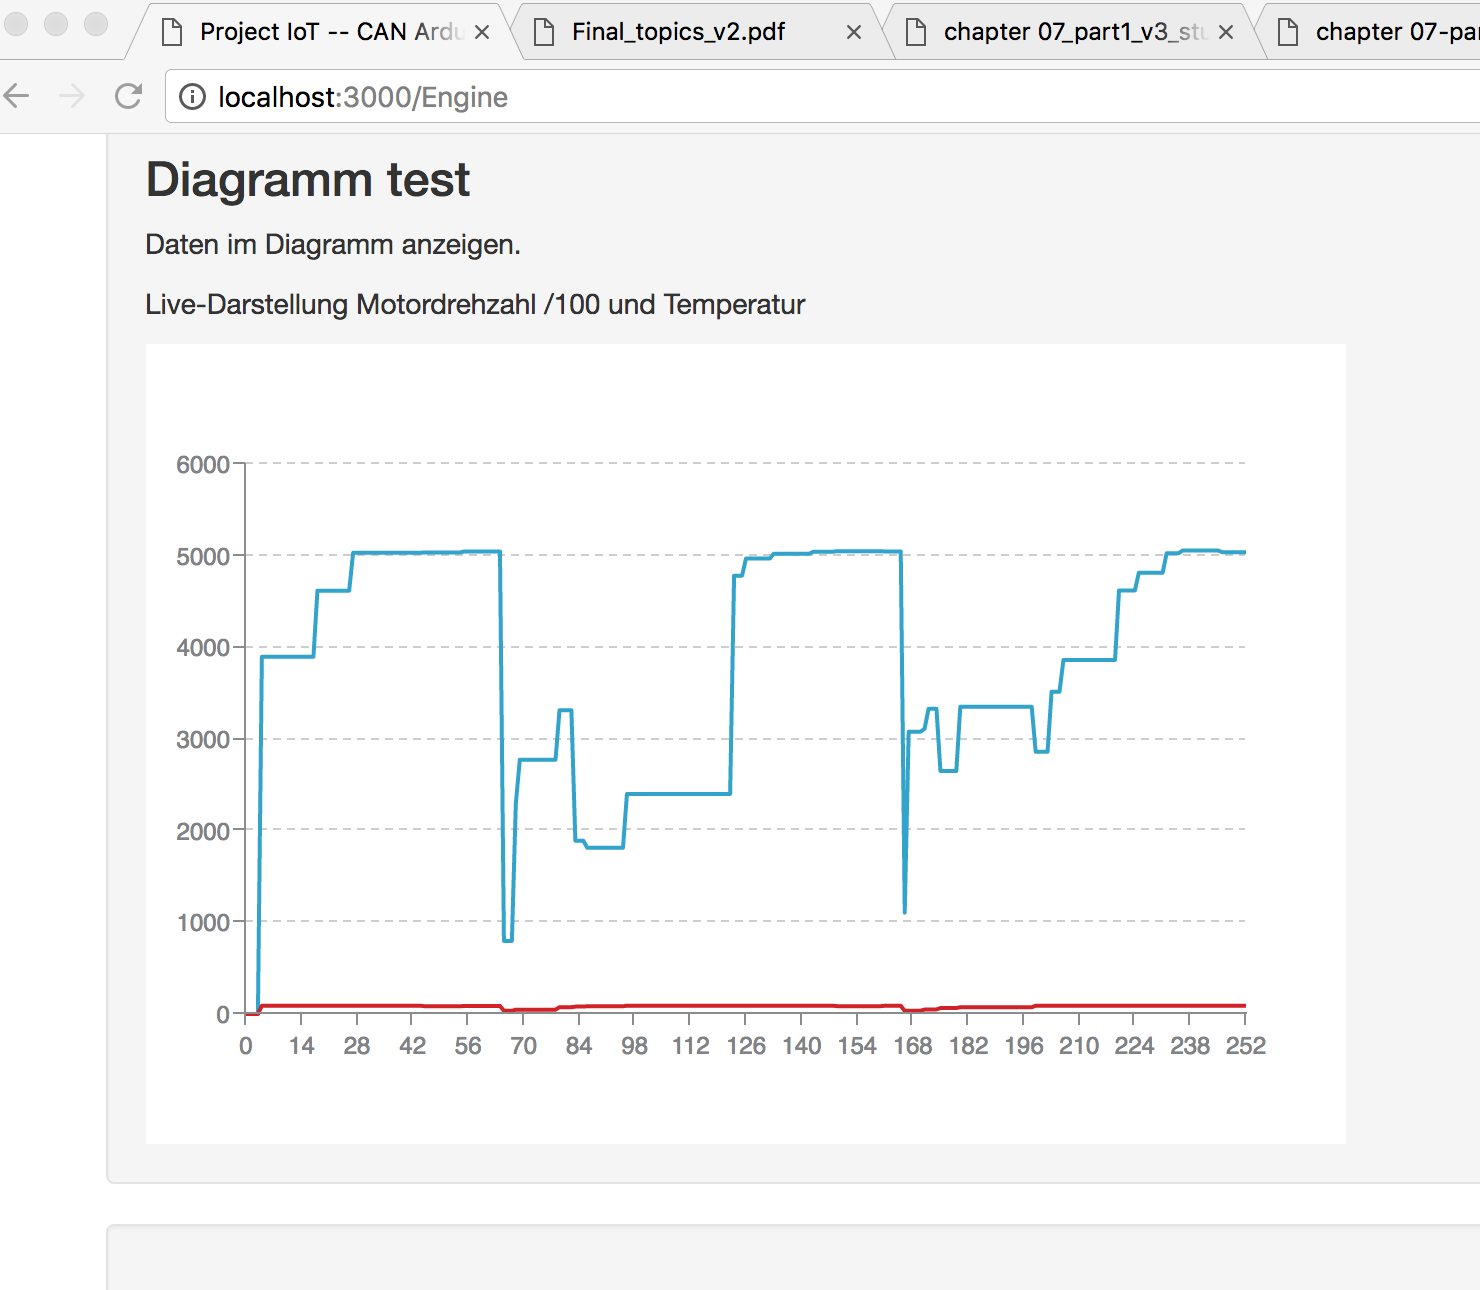 Project IoT -- CAN Ardu
Final_topics_v2.pdf
chapter 07_part1_v3_stu
chapter 07-par
localhost:3000/Engine
Diagramm test
Daten im Diagramm anzeigen.
Live-Darstellung Motordrehzahl /100 und Temperatur
6000
5000
4000
3000
2000
1000
0
0 14 28 42 56 70 84 98 112 126 140 154 168 182 196 210 224 238 252